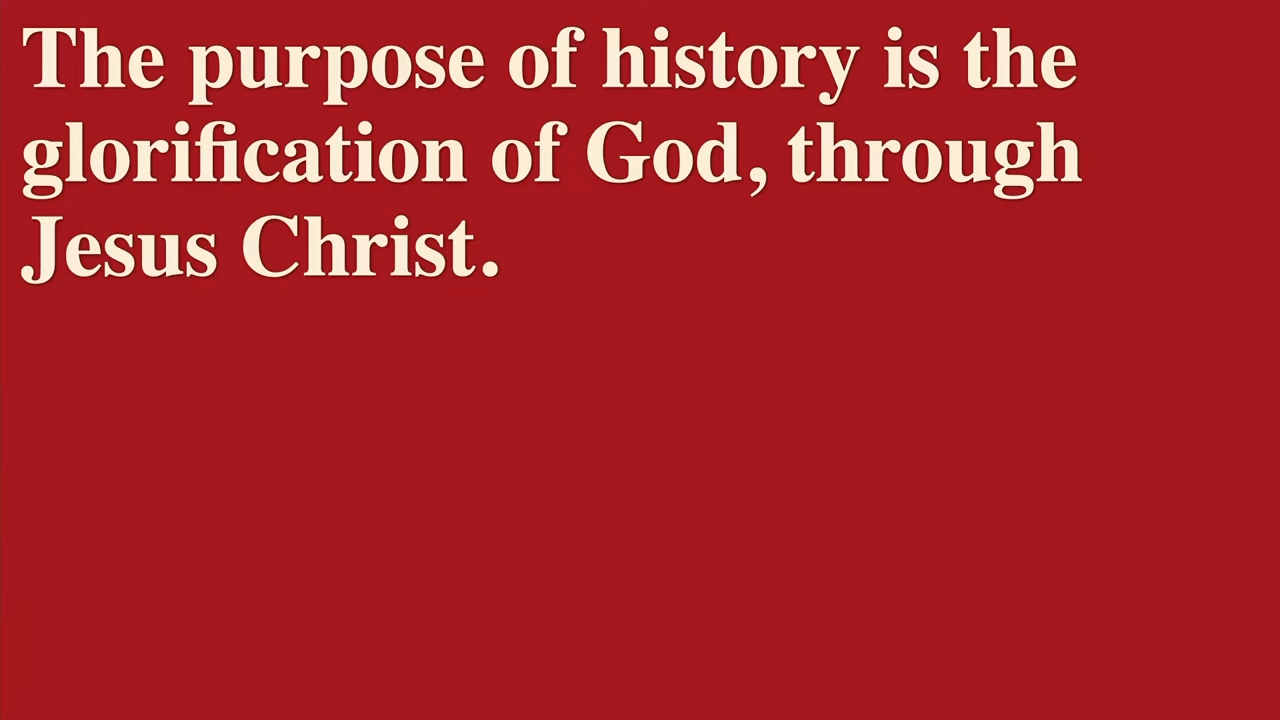 The purpose of history is the
glorification of God, through
Jesus Christ.